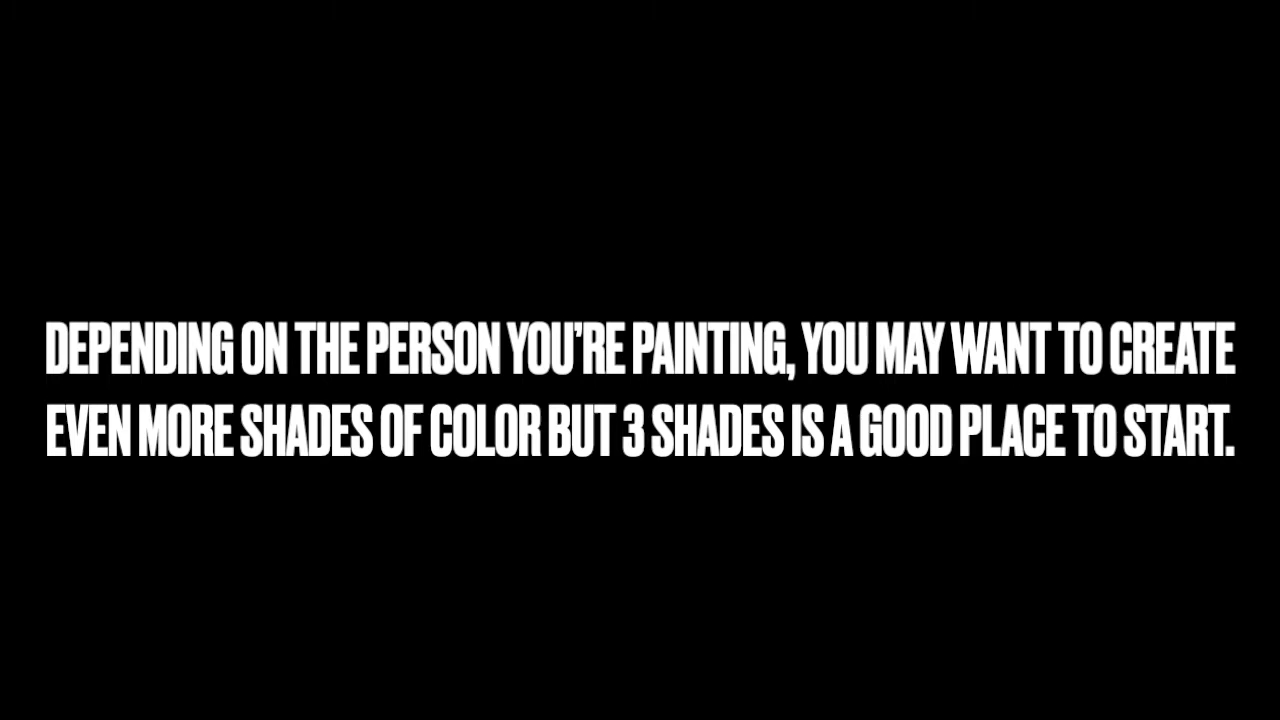 DEPENDING ON THE PERSON YOU’RE PAINTING, YOU MAY WANT TO CREATE
EVEN MORE SHADES OF COLOR BUT 3 SHADES IS A GOOD PLACE TO START.